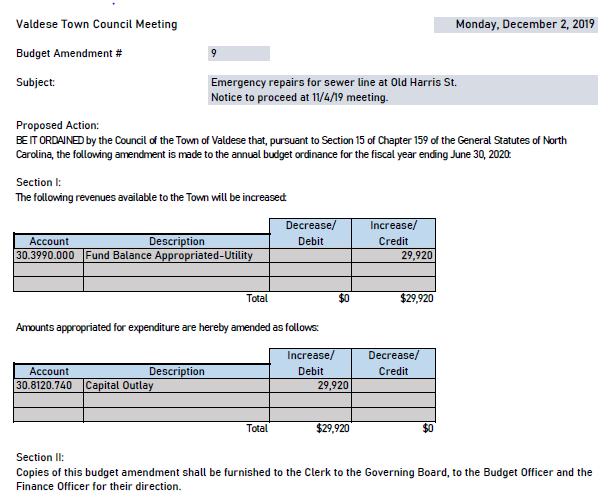 Valdese Town Council Meeting Monday, December 2, 2019
Budget Amendment # 9
Subject: Emergency repairs for sewer line at Old Harris St.
Notice to proceed at 11/4/19 meeting.
Proposed Action:
BE IT ORDAINED by the Council of the Town of Valdese that, pursuant to Section 15 of Chapter 159 of the General Statutes of North
Carolina, the following amendment is made to the annual budget ordinance for the fiscal year ending June 30, 2020:
Section I:
The following revenues available to the Town will be increased:
Decrease/ Increase/
Account Description Debit Credit
30.3990.000 Fund Balance Appropriated-Utility 29,920
Total $0 $29,920
Amounts appropriated for expenditure are hereby amended as follows:
Increase/ Decrease/
Account Description Debit Credit
30.8120.740 Capital Outlay 29,920
Total $29,920 $0
Section II:
Copies of this budget amendment shall be furnished to the Clerk to the Governing Board, to the Budget Officer and the
Finance Officer for their direction.